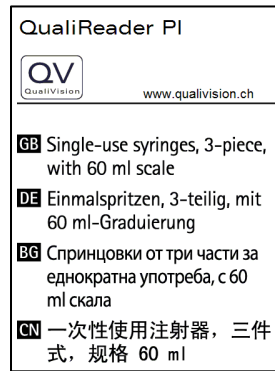 QualiReader PI
QV
QualiVision
www.qualivision.ch
GB Single-use syringes, 3-piece,
with 60 ml scale
DE Einmalspritzen, 3-teilig, mit
60 ml-Graduierung
BG Спринцовки от три части за
еднократна употреба, с 60
ml скала
CN 一次性使用注射器，三件
式，规格 60 ml